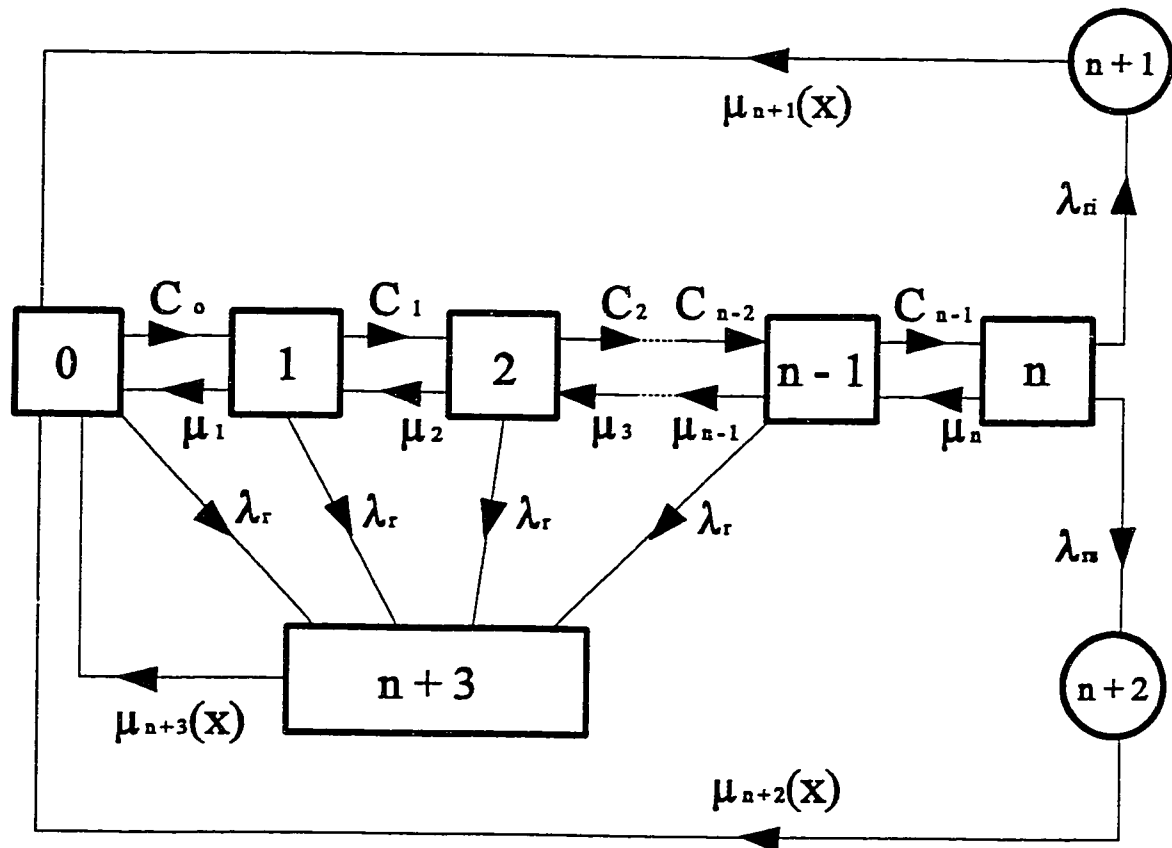 n + 1
μn+1(x)
λri
C0 C1 C2 Cn-2 Cn-1
0 1 2 n - 1 n
μ1 μ2 μ3 μn-1 μn
λr λr λr λr
λrs
n + 3
n + 2
μn+3(x)
μn+2(x)